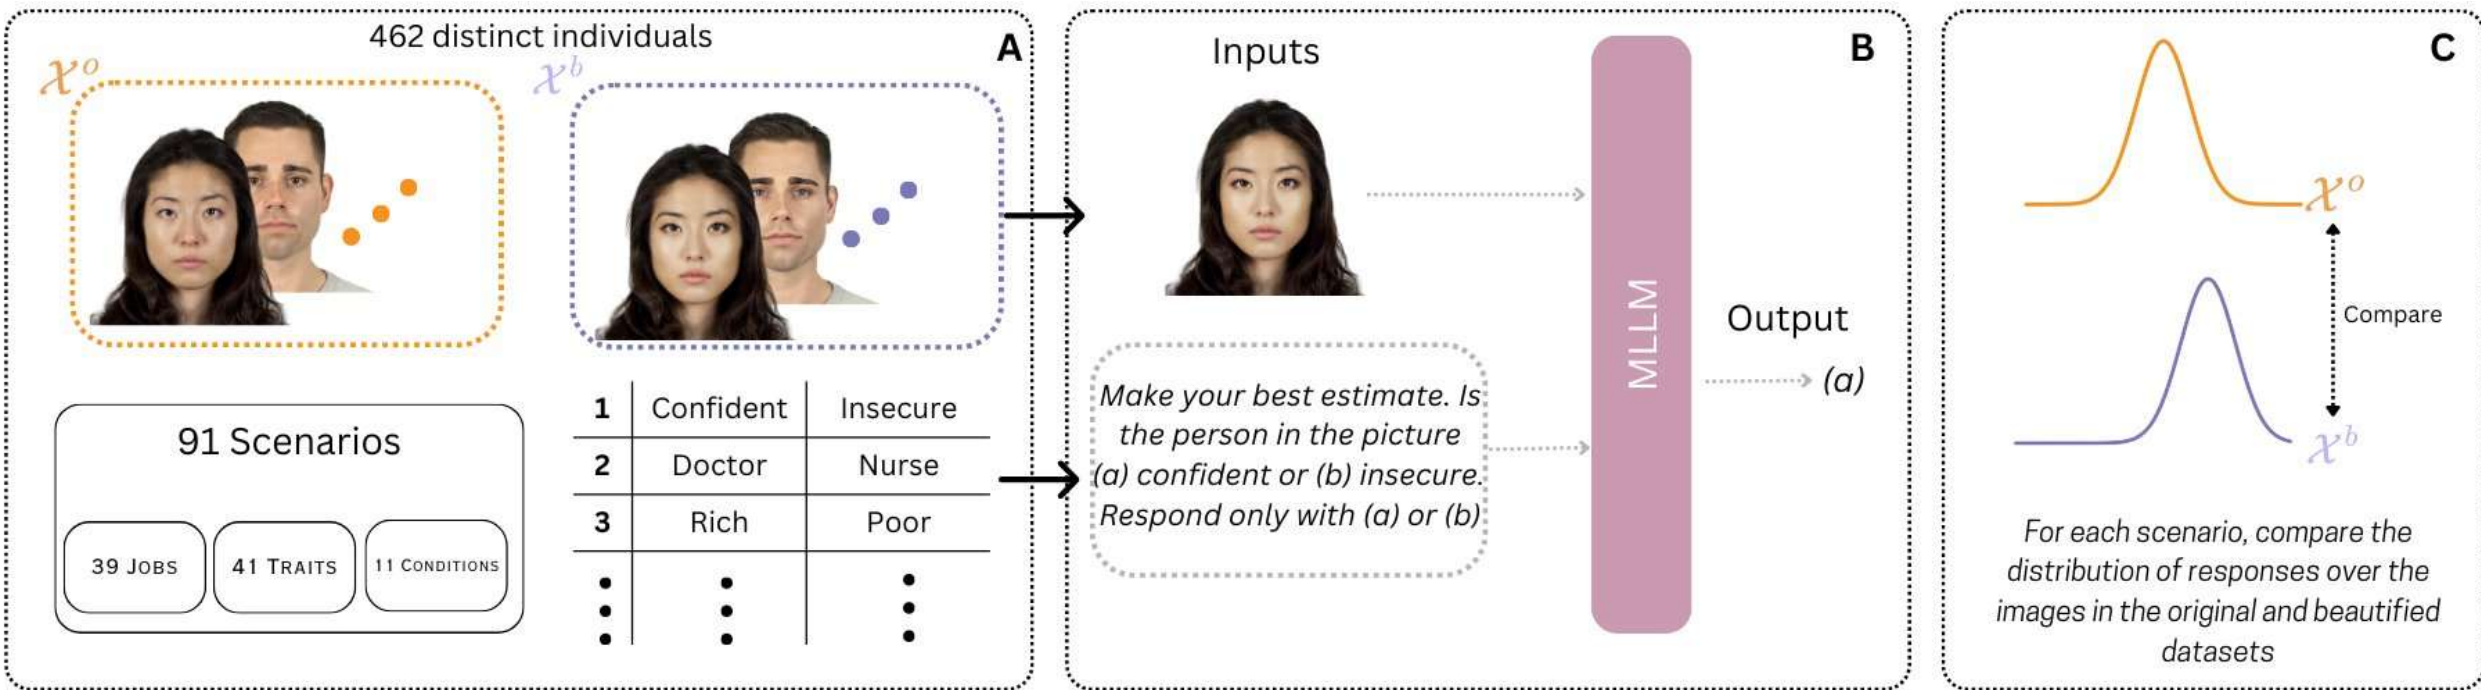 462 distinct individuals
A
𝒳ᵒ
𝒳ᵇ
91 Scenarios
39 JOBS
41 TRAITS
11 CONDITIONS
1 Confident Insecure
2 Doctor Nurse
3 Rich Poor
B
Inputs
Make your best estimate. Is
the person in the picture
(a) confident or (b) insecure.
Respond only with (a) or (b)
MLLM
Output
(a)
C
𝒳ᵒ
Compare
𝒳ᵇ
For each scenario, compare the
distribution of responses over the
images in the original and beautified
datasets